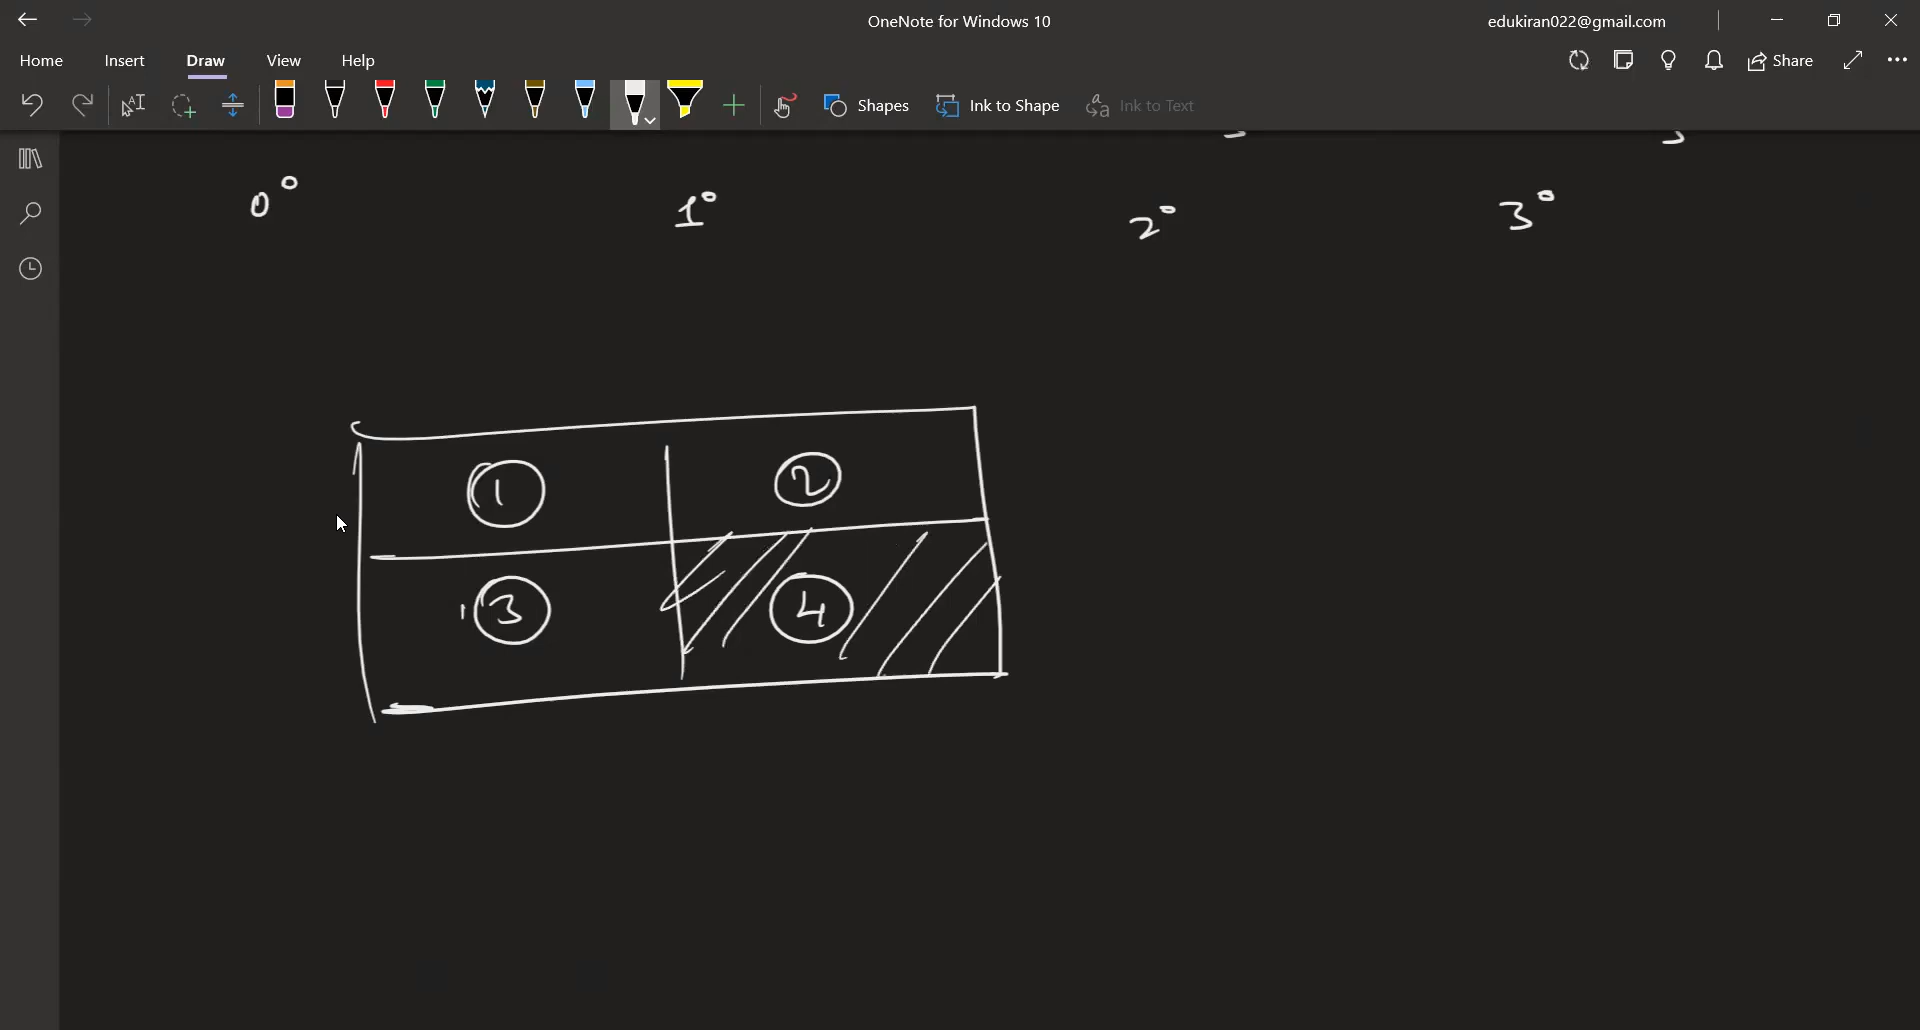 OneNote for Windows 10
edukiran022@gmail.com
Home Insert Draw View Help
Share
Shapes Ink to Shape Ink to Text
0° 1° 2° 3°
1 2
3 4